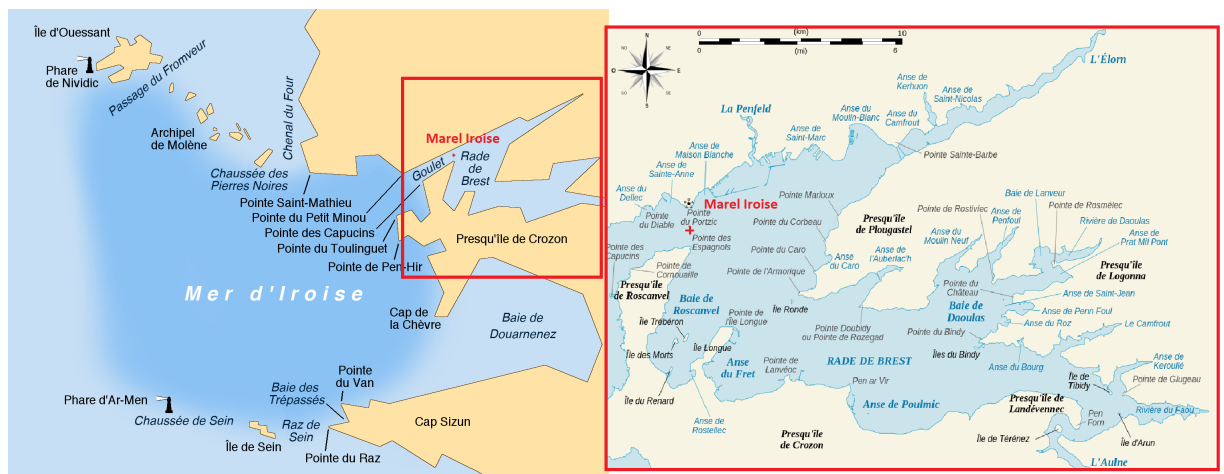 Île d'Ouessant
Phare
de Nividic
Passage du Fromveur
Archipel
de Molène
Chenal du Four
Chaussée des
Pierres Noires
Marel Iroise
Goulet
Rade
de
Brest
Pointe Saint-Mathieu
Pointe du Petit Minou
Pointe des Capucins
Pointe du Toulinguet
Pointe de Pen-Hir
Presqu'île de Crozon
Mer d'Iroise
Cap de
la Chèvre
Baie de
Douarnenez
Pointe
du Van
Baie des
Trépassés
Phare d'Ar-Men
Chaussée de Sein
Raz de
Sein
Île de Sein
Cap Sizun
Pointe du Raz
(km)
10
(mi)
6
N
NO
NE
O
E
SO
SE
S
L'Élorn
Anse de
Kerhuon
Anse de
Saint-Nicolas
La Penfeld
Anse du
Moulin-Blanc
Anse du
Camfrout
Anse de
Saint-Marc
Anse de
Maison Blanche
Pointe Sainte-Barbe
Anse de
Sainte-Anne
Anse du
Dellec
Marel Iroise
Pointe Marloux
Baie de Lanveur
Pointe de Rosmélec
Pointe
du Diable
Pointe
du Portzic
Pointe du Corbeau
Presqu'île
de Plougastel
Pointe de Rostiviec
Anse de
Penfoul
Rivière de Daoulas
Pointe des
Espagnols
Anse du
Moulin Neuf
Anse de
Prat Mil Pont
Pointe des
Capucins
Pointe du Caro
Anse de
l'Auberlac'h
Pointe de
Cornouaille
Pointe de l'Armorique
Anse
du Caro
Presqu'île
de Logonna
Presqu'île
de Roscanvel
Baie de
Roscanvel
Pointe du
Château
Anse de Saint-Jean
Île Ronde
Baie de
Daoulas
Anse de Penn Foul
Île Trébéron
Pointe de
l'Île Longue
Anse du Roz
Le Camfrout
Pointe Doubidy
ou Pointe de Rozegad
Pointe du Bindy
Île des Morts
Île Longue
Îles du Bindy
Anse
du Fret
Pointe de
Lanvéoc
RADE DE BREST
Anse du Bourg
Anse de
Keroullé
Pen ar Vir
Île de
Tibidy
Pointe de Glugeau
Île du Renard
Anse de Poulmic
Presqu'île de
Landévennec
Pen
Forn
Rivière du Faou
Anse de
Rostellec
Presqu'île
de Crozon
Île de Térénez
Île d'Arun
L'Aulne